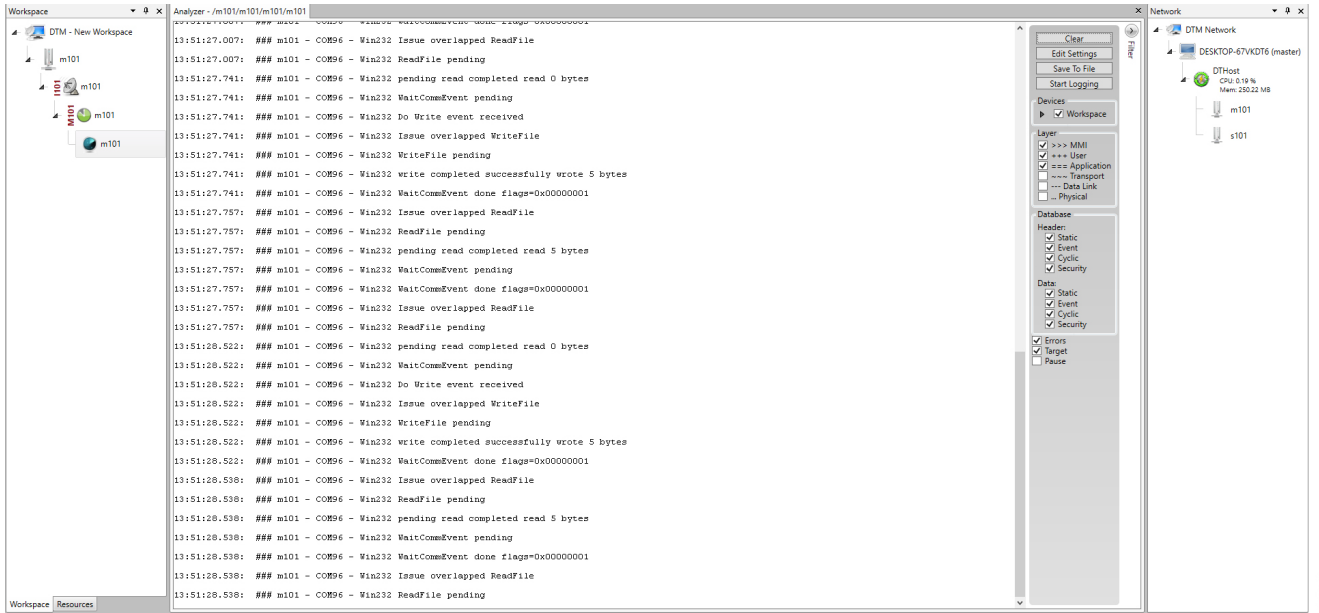 Workspace
DTM - New Workspace
m101
I101 m101
M101 m101
m101
Workspace Resources
Analyzer - /m101/m101/m101/m101
13:51:27.007: ### m101 - COM96 - Win232 WaitCommEvent done flags=0x00000001
13:51:27.007: ### m101 - COM96 - Win232 Issue overlapped ReadFile
13:51:27.007: ### m101 - COM96 - Win232 ReadFile pending
13:51:27.741: ### m101 - COM96 - Win232 pending read completed read 0 bytes
13:51:27.741: ### m101 - COM96 - Win232 WaitCommEvent pending
13:51:27.741: ### m101 - COM96 - Win232 Do Write event received
13:51:27.741: ### m101 - COM96 - Win232 Issue overlapped WriteFile
13:51:27.741: ### m101 - COM96 - Win232 WriteFile pending
13:51:27.741: ### m101 - COM96 - Win232 write completed successfully wrote 5 bytes
13:51:27.741: ### m101 - COM96 - Win232 WaitCommEvent done flags=0x00000001
13:51:27.757: ### m101 - COM96 - Win232 Issue overlapped ReadFile
13:51:27.757: ### m101 - COM96 - Win232 ReadFile pending
13:51:27.757: ### m101 - COM96 - Win232 pending read completed read 5 bytes
13:51:27.757: ### m101 - COM96 - Win232 WaitCommEvent pending
13:51:27.757: ### m101 - COM96 - Win232 WaitCommEvent done flags=0x00000001
13:51:27.757: ### m101 - COM96 - Win232 Issue overlapped ReadFile
13:51:27.757: ### m101 - COM96 - Win232 ReadFile pending
13:51:28.522: ### m101 - COM96 - Win232 pending read completed read 0 bytes
13:51:28.522: ### m101 - COM96 - Win232 WaitCommEvent pending
13:51:28.522: ### m101 - COM96 - Win232 Do Write event received
13:51:28.522: ### m101 - COM96 - Win232 Issue overlapped WriteFile
13:51:28.522: ### m101 - COM96 - Win232 WriteFile pending
13:51:28.522: ### m101 - COM96 - Win232 write completed successfully wrote 5 bytes
13:51:28.522: ### m101 - COM96 - Win232 WaitCommEvent done flags=0x00000001
13:51:28.538: ### m101 - COM96 - Win232 Issue overlapped ReadFile
13:51:28.538: ### m101 - COM96 - Win232 ReadFile pending
13:51:28.538: ### m101 - COM96 - Win232 pending read completed read 5 bytes
13:51:28.538: ### m101 - COM96 - Win232 WaitCommEvent pending
13:51:28.538: ### m101 - COM96 - Win232 WaitCommEvent done flags=0x00000001
13:51:28.538: ### m101 - COM96 - Win232 Issue overlapped ReadFile
13:51:28.538: ### m101 - COM96 - Win232 ReadFile pending
Filter
Clear
Edit Settings
Save To File
Start Logging
Devices
Workspace
Layer
>>> MMI
+++ User
=== Application
~~~ Transport
--- Data Link
... Physical
Database
Header:
Static
Event
Cyclic
Security
Data:
Static
Event
Cyclic
Security
Errors
Target
Pause
Network
DTM Network
DESKTOP-67VKDT6 (master)
DTHost
CPU: 0.19 %
Mem: 250.22 MB
m101
s101